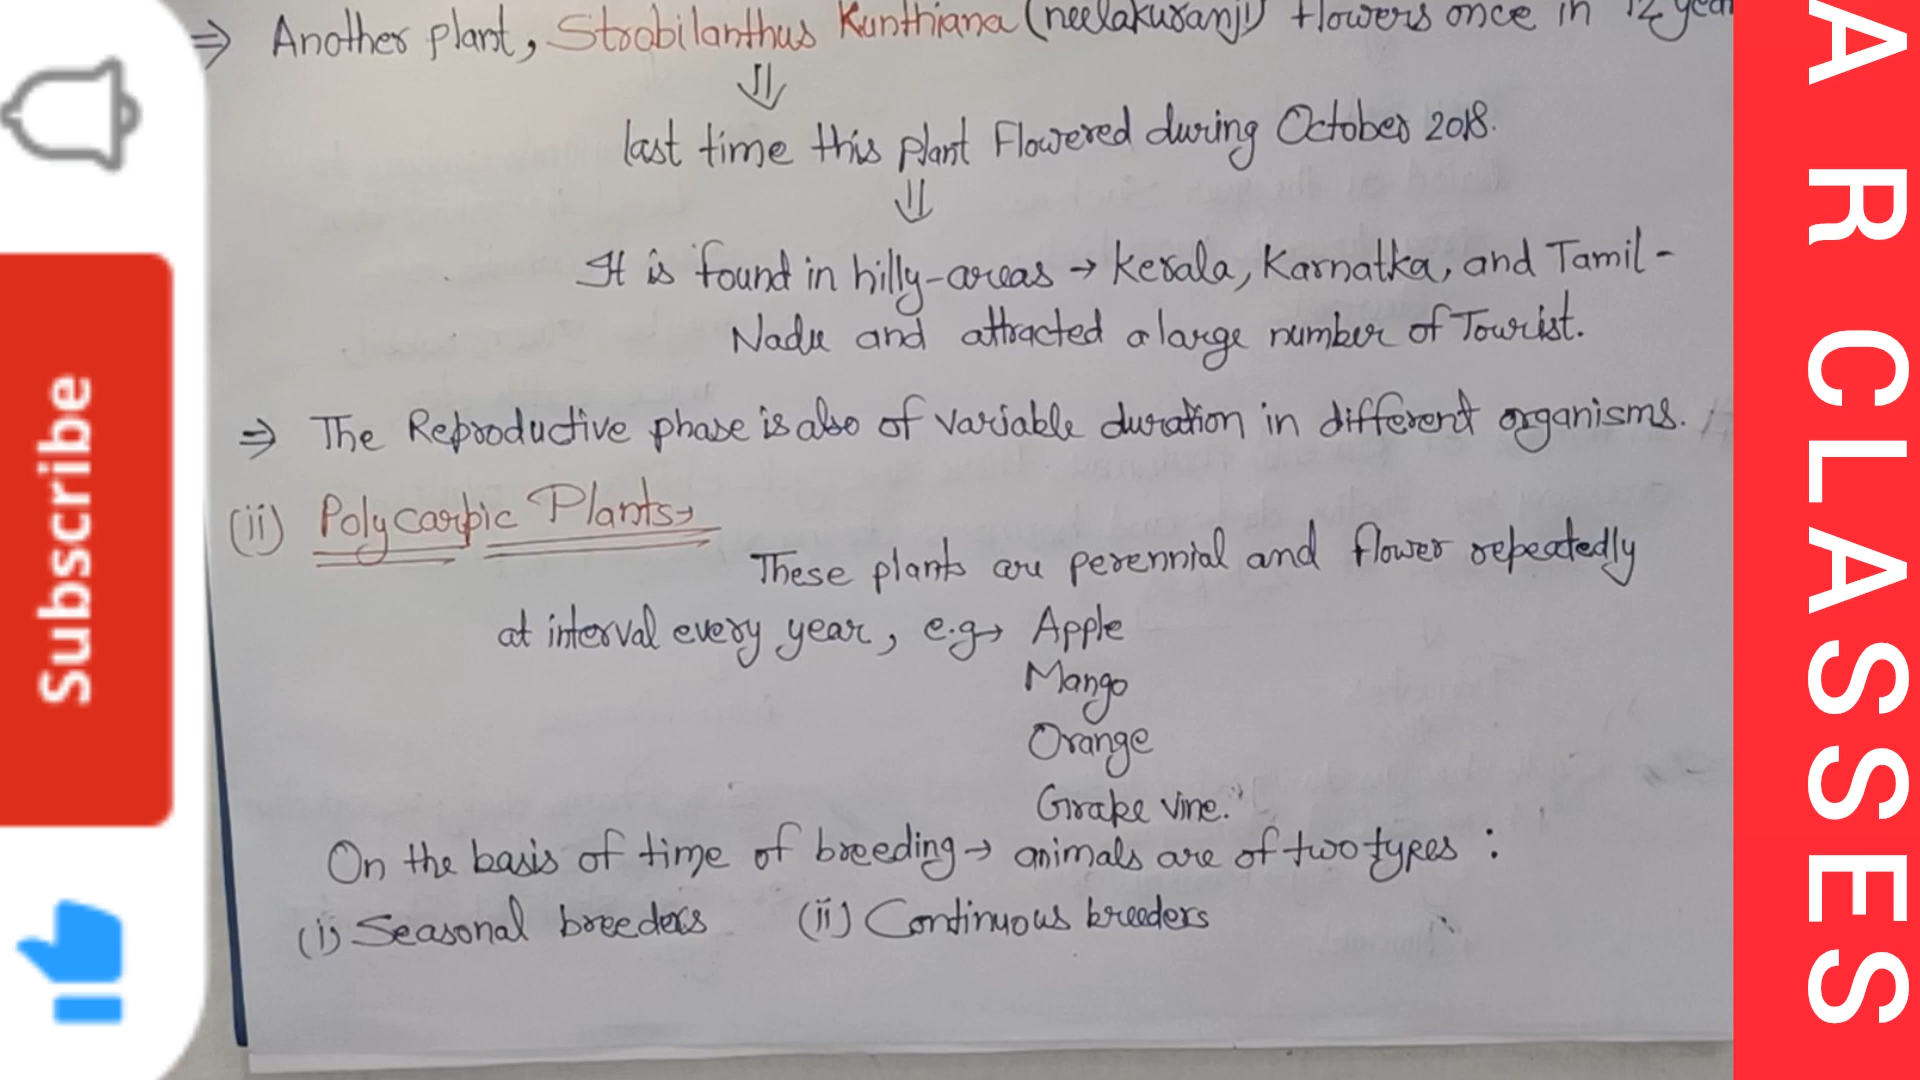 ⇒ Another plant, Strobilanthus Kunthiana (neelakuranji) flowers once in 12 year
⇓
last time this plant Flowered during October 2018.
⇓
It is found in hilly-areas → Kerala, Karnatka, and Tamil-
Nadu and attracted a large number of Tourist.
⇒ The Reproductive phase is also of variable duration in different organisms.
(ii) Polycarpic Plants→
These plants are perennial and flower repeatedly
at interval every year, e.g→ Apple
Mango
Orange
Grape vine.
On the basis of time of breeding → animals are of two types :
(i) Seasonal breeders (ii) Continuous breeders
Subscribe
A R CLASSES